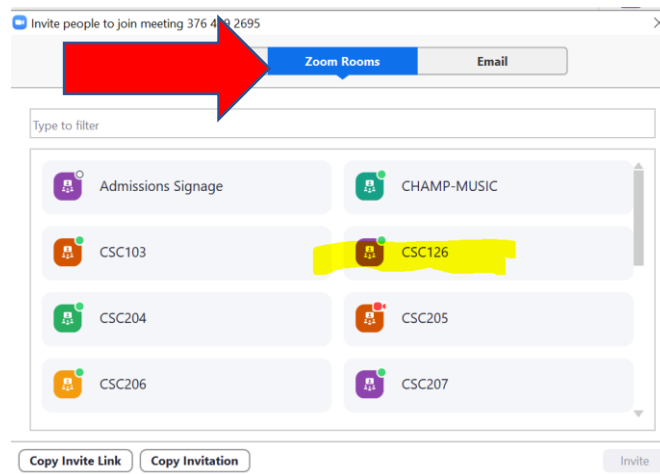 Invite people to join meeting 376 4 9 2695
Zoom Rooms
Email
Type to filter
Admissions Signage
CHAMP-MUSIC
CSC103
CSC126
CSC204
CSC205
CSC206
CSC207
Copy Invite Link
Copy Invitation
Invite